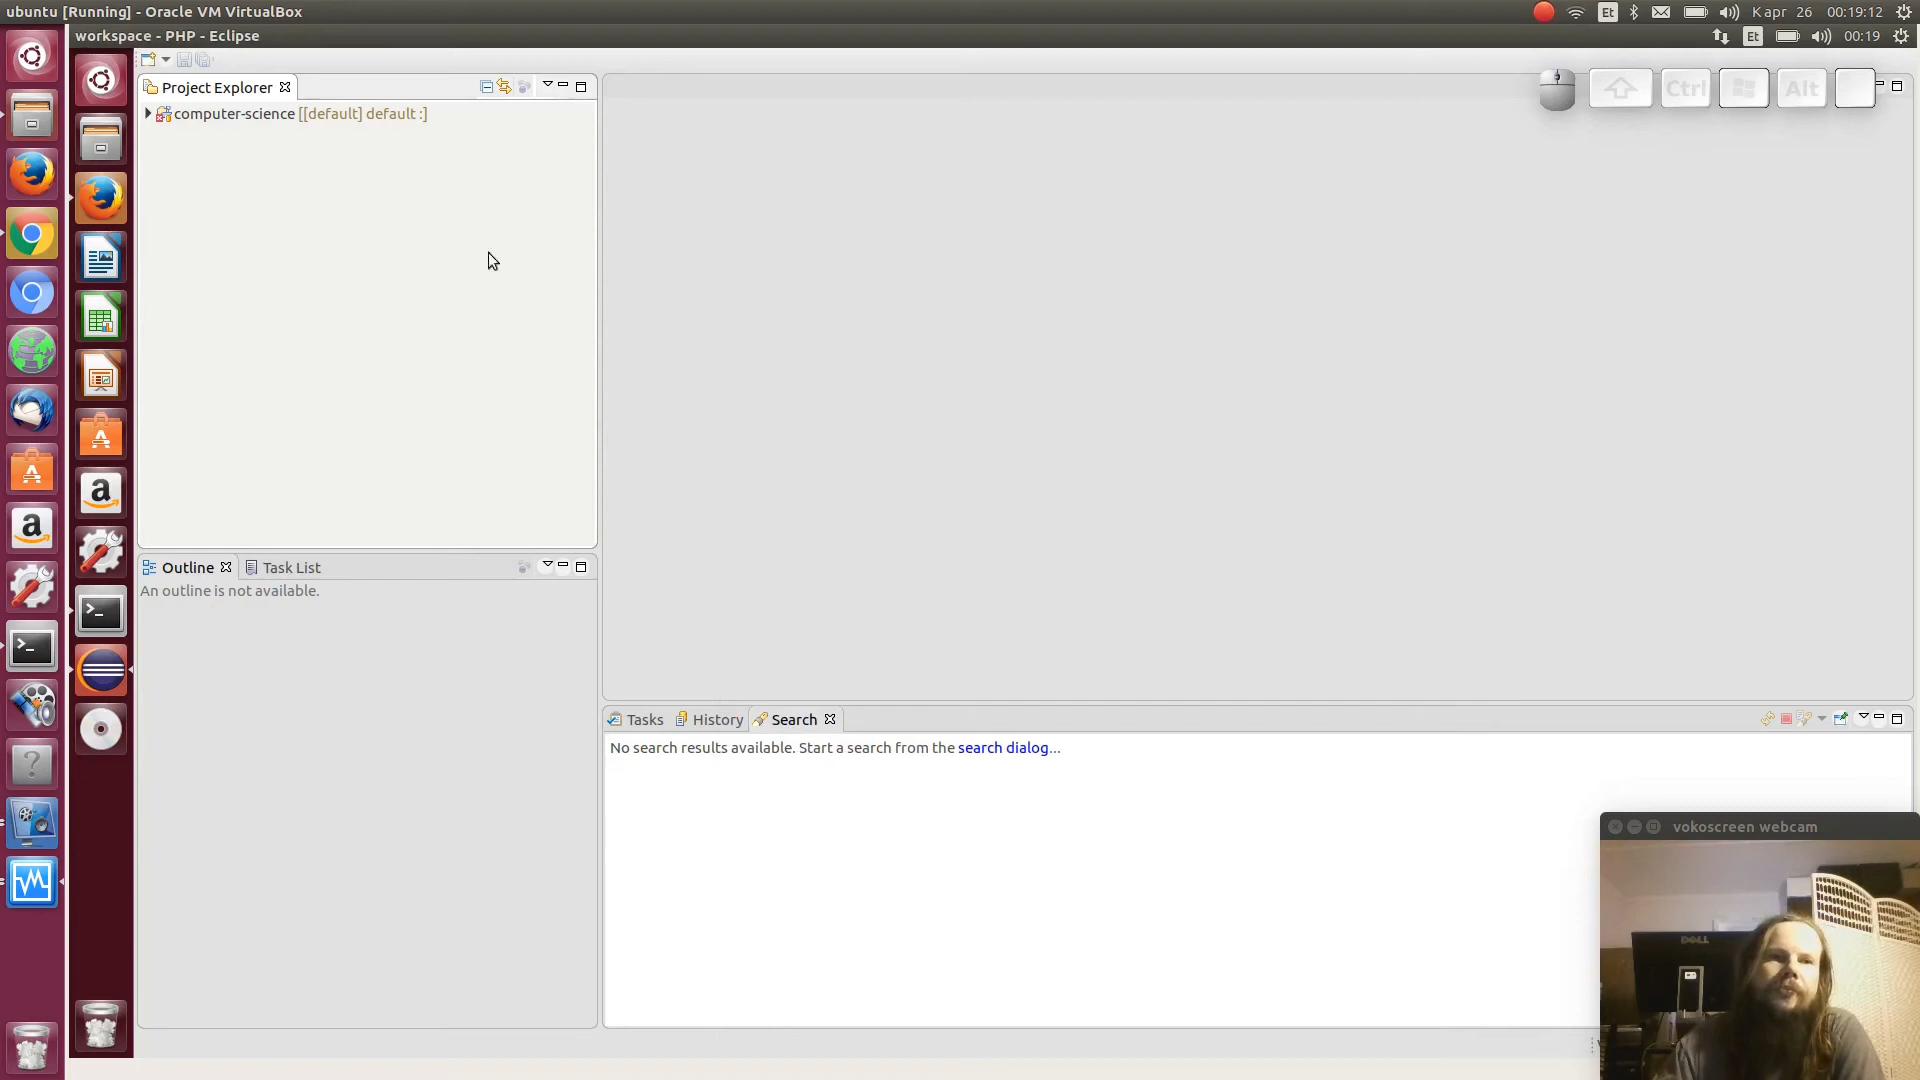 ubuntu [Running] - Oracle VM VirtualBox
Et
K apr 26 00:19:12
workspace - PHP - Eclipse
Et
00:19
Project Explorer
Ctrl
Alt
computer-science [[default] default :]
Outline
Task List
An outline is not available.
Tasks
History
Search
No search results available. Start a search from the search dialog...
vokoscreen webcam
DELL